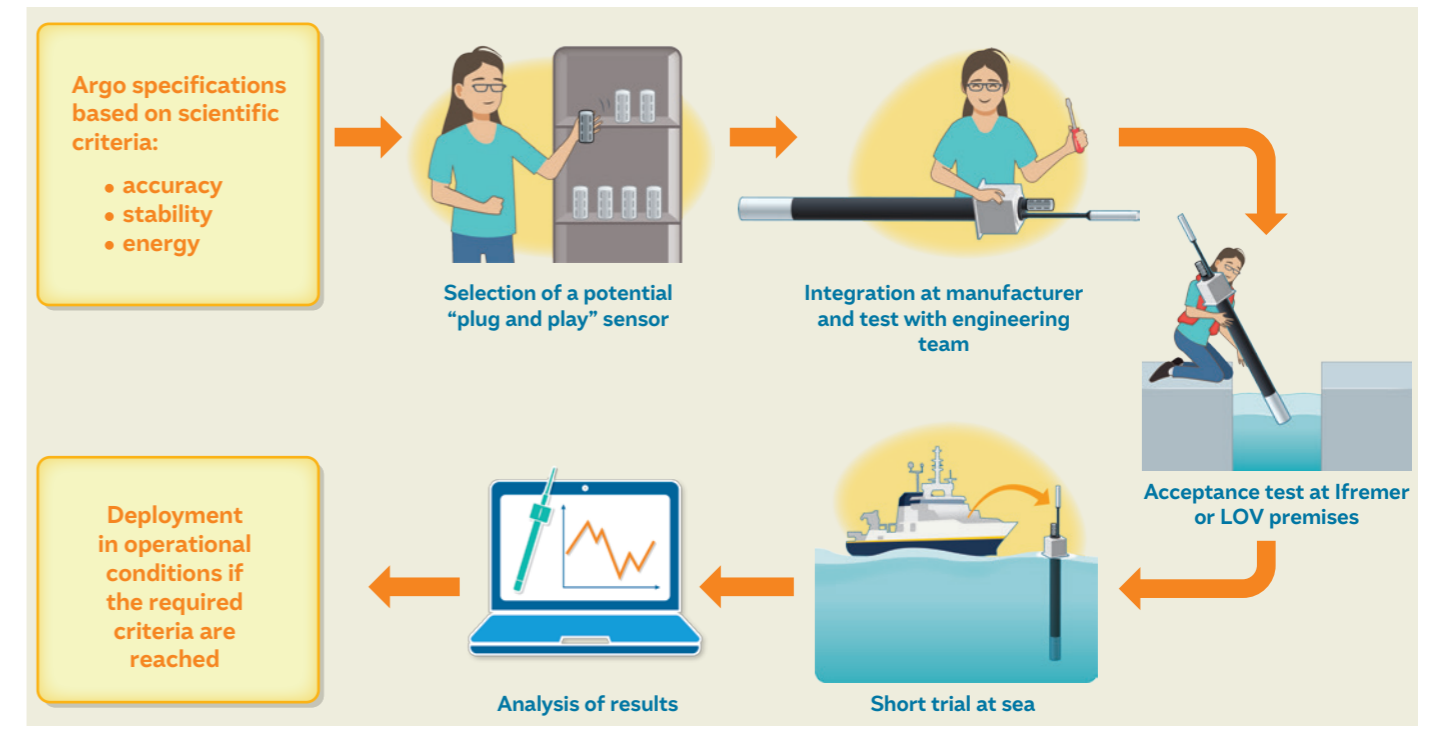 Argo specifications
based on scientific
criteria:
• accuracy
• stability
• energy
Selection of a potential
“plug and play” sensor
Integration at manufacturer
and test with engineering
team
Acceptance test at Ifremer
or LOV premises
Short trial at sea
Analysis of results
Deployment
in operational
conditions if
the required
criteria are
reached